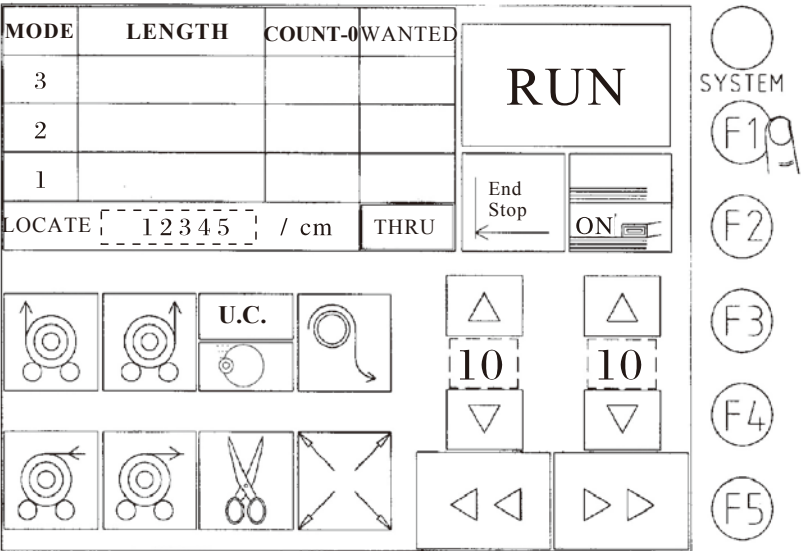 MODE LENGTH COUNT-0 WANTED
3
2
1
LOCATE 12345 / cm THRU
RUN
End
Stop
ON
SYSTEM
F1
F2
F3
F4
F5
U.C.
10 10